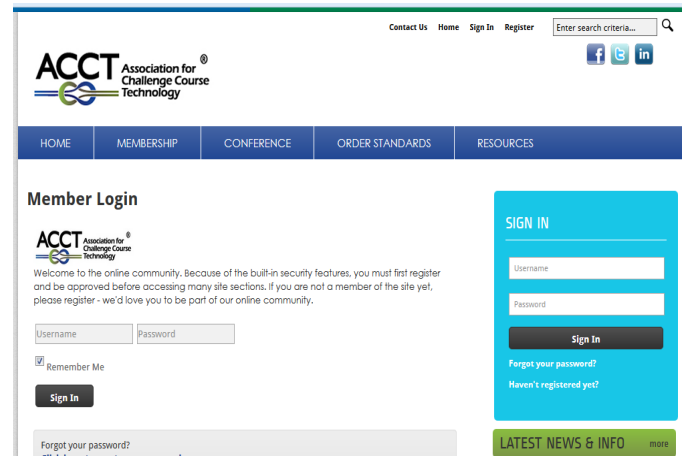 Contact Us Home Sign In Register Enter search criteria...
ACCT Association for ®
Challenge Course
Technology
f t in
HOME MEMBERSHIP CONFERENCE ORDER STANDARDS RESOURCES
Member Login
ACCT Association for ®
Challenge Course
Technology
Welcome to the online community. Because of the built-in security features, you must first register
and be approved before accessing many site sections. If you are not a member of the site yet,
please register - we'd love you to be part of our online community.
Username Password
Remember Me
Sign In
Forgot your password?
SIGN IN
Username
Password
Sign In
Forgot your password?
Haven't registered yet?
LATEST NEWS & INFO more